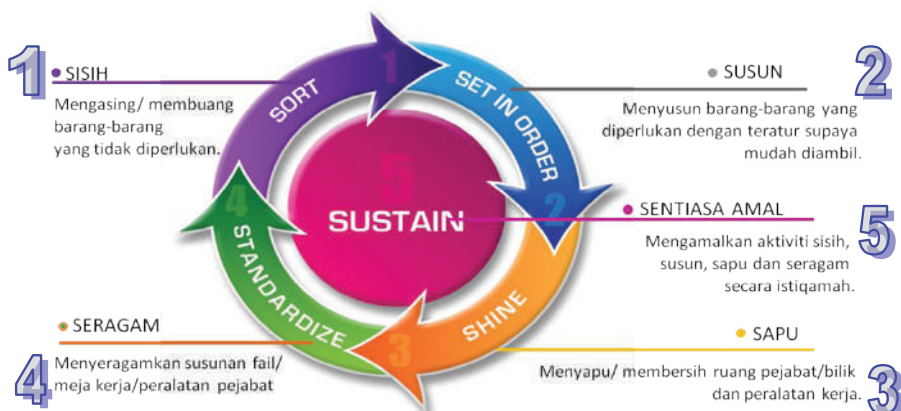 1
SISIH
Mengasing/ membuang
barang-barang
yang tidak diperlukan.
2
SUSUN
Menyusun barang-barang yang
diperlukan dengan teratur supaya
mudah diambil.
1
SORT
SET IN ORDER
2
5
SUSTAIN
4
STANDARDIZE
3
SHINE
SENTIASA AMAL
5
Mengamalkan aktiviti sisih,
susun, sapu dan seragam
secara istiqamah.
4
SERAGAM
Menyeragamkan susunan fail/
meja kerja/peralatan pejabat
SAPU
Menyapu/ membersih ruang pejabat/bilik
dan peralatan kerja.
3